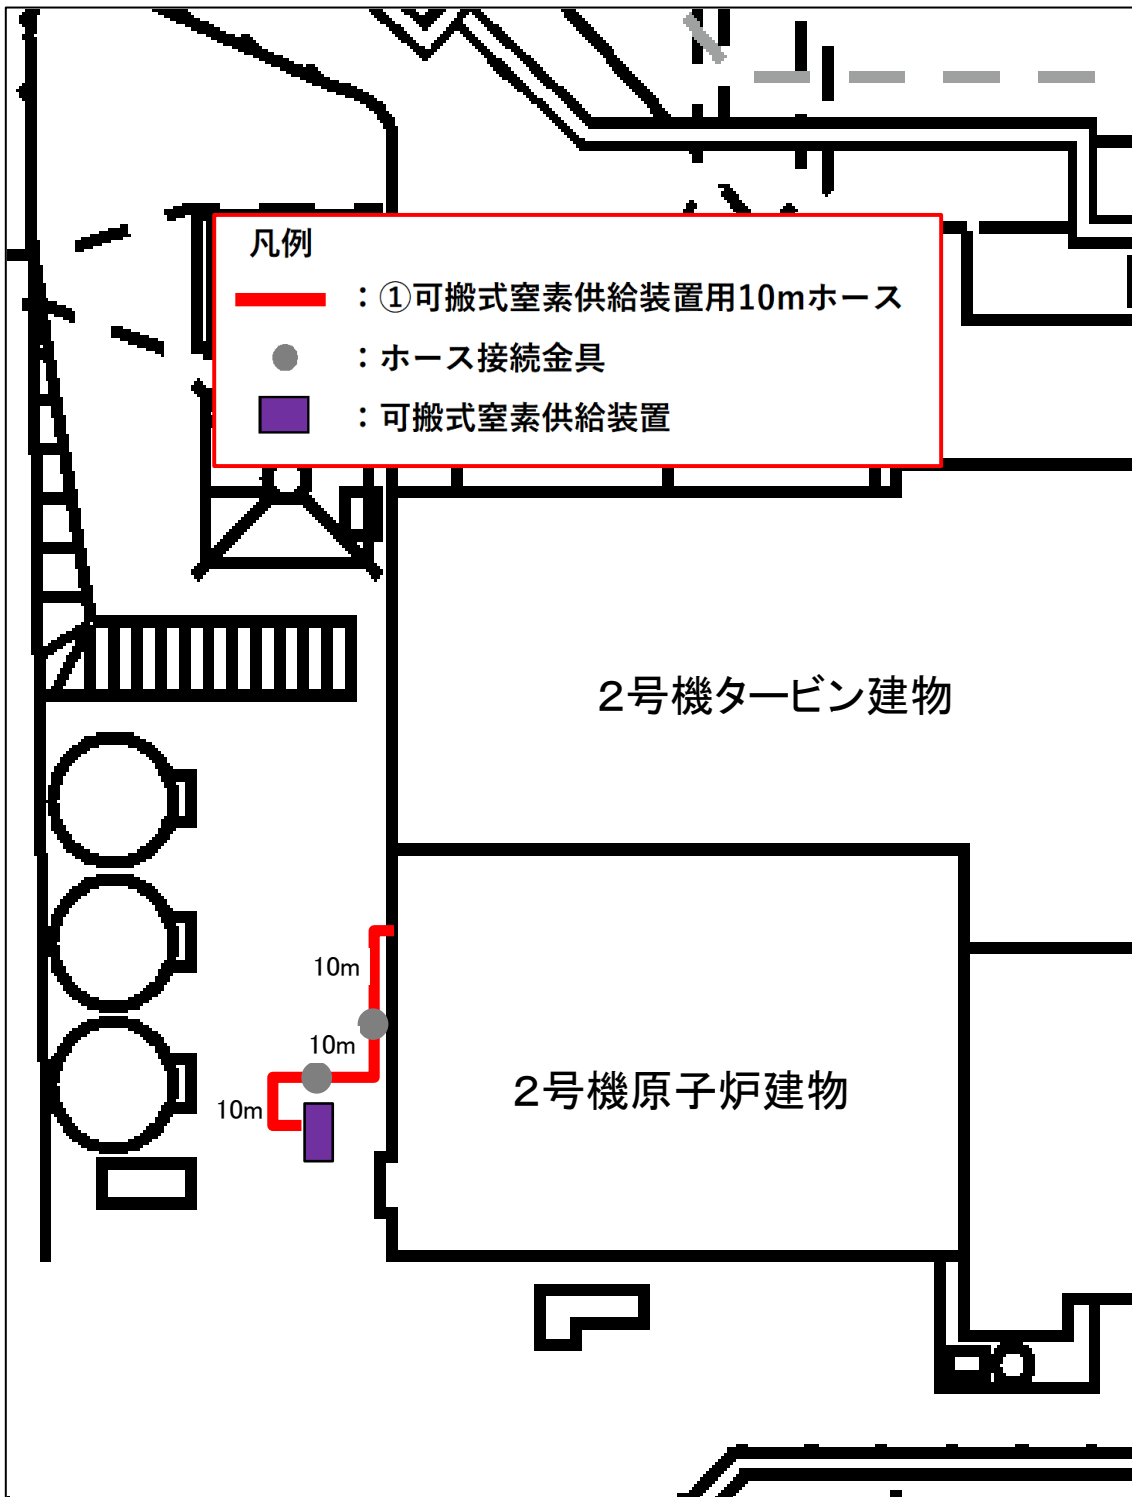 凡例
：①可搬式窒素供給装置用10mホース
：ホース接続金具
：可搬式窒素供給装置
２号機タービン建物
10m
10m
10m
２号機原子炉建物